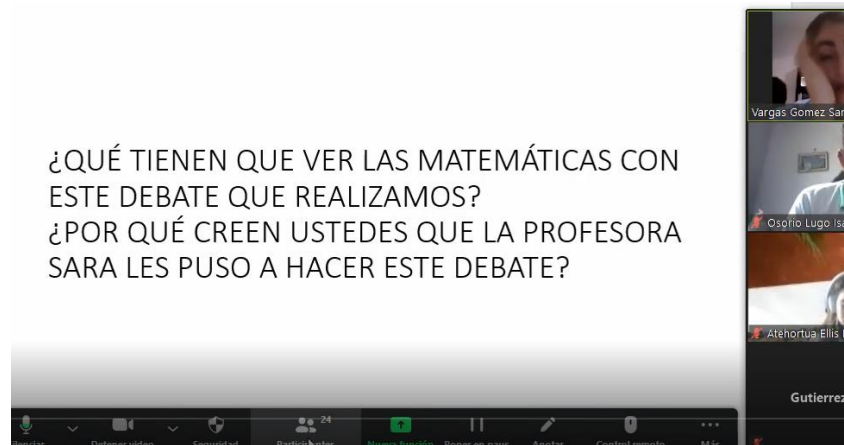 ¿QUÉ TIENEN QUE VER LAS MATEMÁTICAS CON
ESTE DEBATE QUE REALIZAMOS?
¿POR QUÉ CREEN USTEDES QUE LA PROFESORA
SARA LES PUSO A HACER ESTE DEBATE?
Vargas Gomez Sar
Osorio Lugo Isa
Atehortua Ellis
Gutierrez
24
Detener video
Seguridad
Participantes
Nueva función
Poner en paus
Anotar
Control remoto
Más